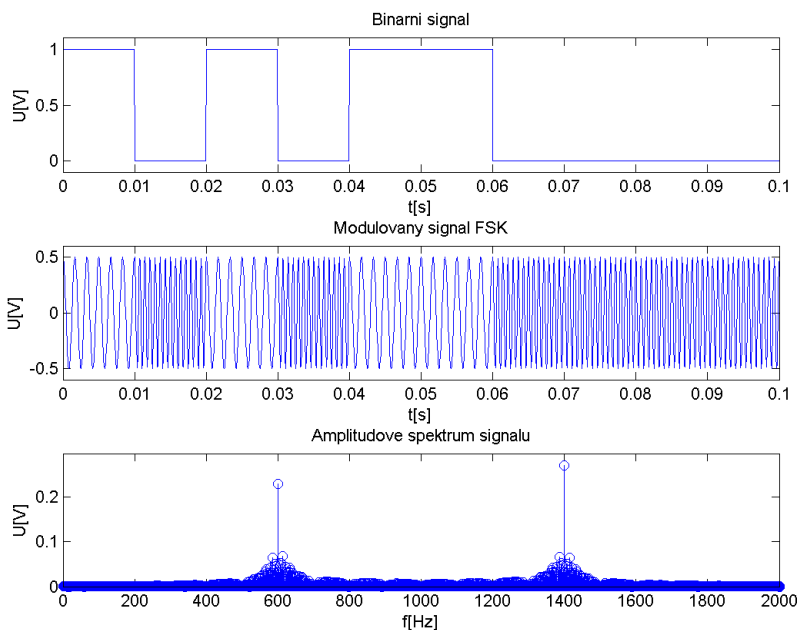 Binarni signal
U[V]
1
0.5
0
0 0.01 0.02 0.03 0.04 0.05 0.06 0.07 0.08 0.09 0.1
t[s]
Modulovany signal FSK
U[V]
0.5
0
-0.5
0 0.01 0.02 0.03 0.04 0.05 0.06 0.07 0.08 0.09 0.1
t[s]
Amplitudove spektrum signalu
U[V]
0.2
0.1
0
0 200 400 600 800 1000 1200 1400 1600 1800 2000
f[Hz]